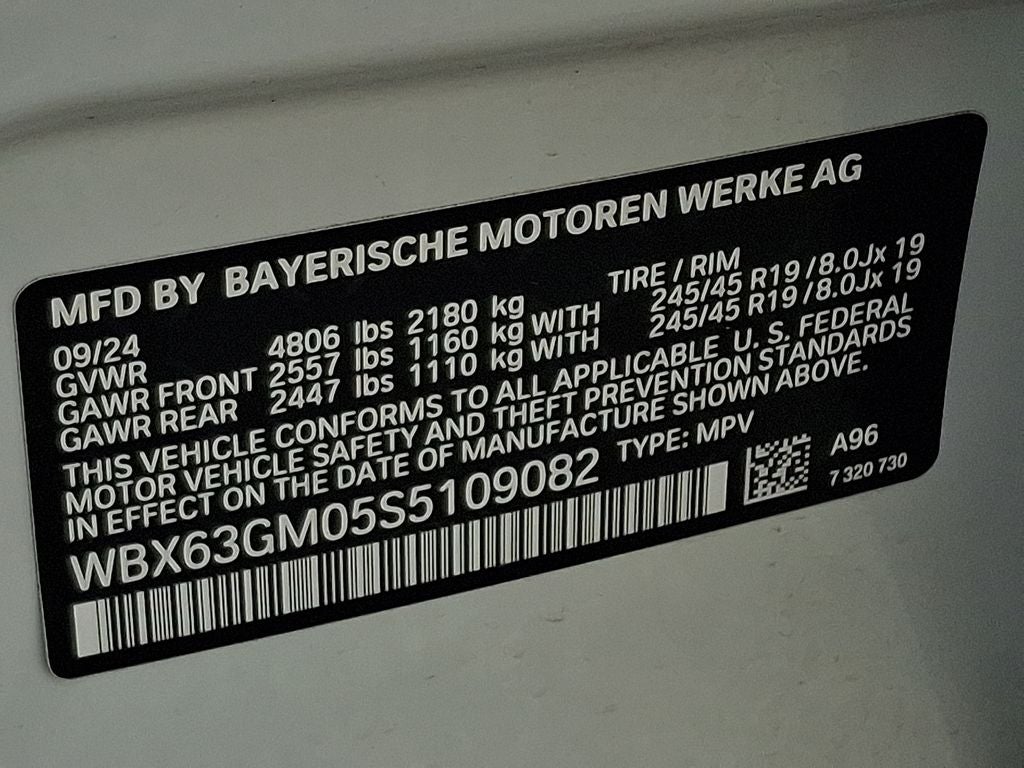 MFD BY BAYERISCHE MOTOREN WERKE AG
09/24 TIRE / RIM
GVWR 4806 lbs 2180 kg
GAWR FRONT 2557 lbs 1160 kg WITH 245/45 R19 / 8.0Jx 19
GAWR REAR 2447 lbs 1110 kg WITH 245/45 R19 / 8.0Jx 19
THIS VEHICLE CONFORMS TO ALL APPLICABLE U. S. FEDERAL
MOTOR VEHICLE SAFETY AND THEFT PREVENTION STANDARDS
IN EFFECT ON THE DATE OF MANUFACTURE SHOWN ABOVE.
WBX63GM05S5109082 TYPE: MPV
A96
7 320 730